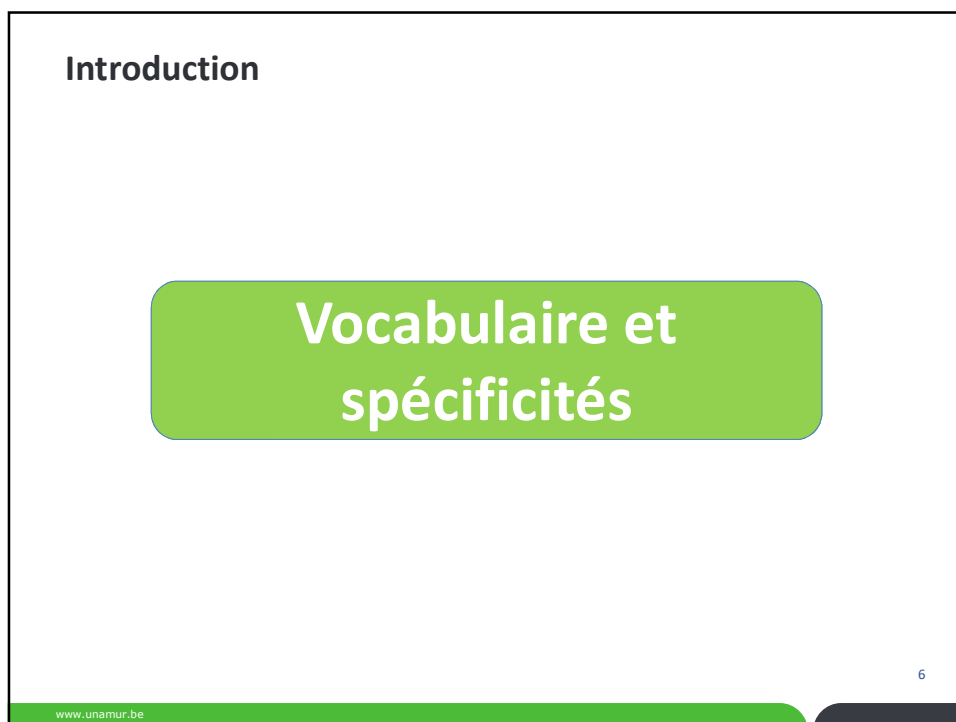 Introduction
Vocabulaire et
spécificités
6
www.unamur.be